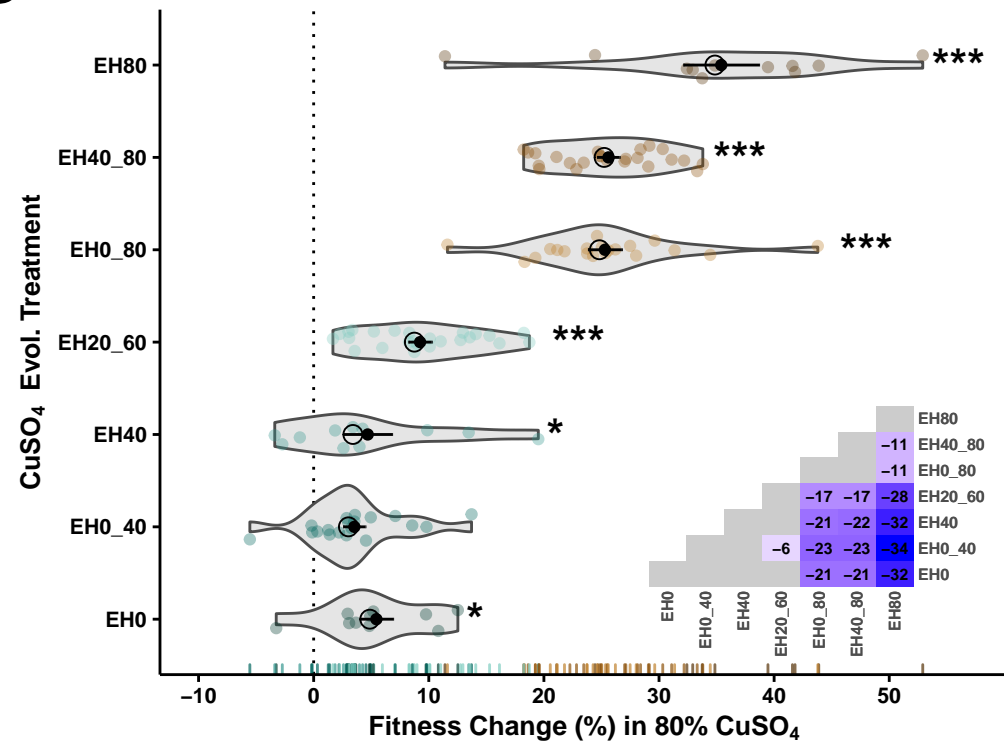 EH80
***
EH40_80
***
EH0_80
***
EH20_60
***
EH40
*
EH0_40
EH0
*
CuSO₄ Evol. Treatment
−10 0 10 20 30 40 50
Fitness Change (%) in 80% CuSO₄
EH80
−11 EH40_80
−11 EH0_80
−17 −17 −28 EH20_60
−21 −22 −32 EH40
−6 −23 −23 −34 EH0_40
−21 −21 −32 EH0
EH0 EH0_40 EH40 EH20_60 EH0_80 EH40_80 EH80